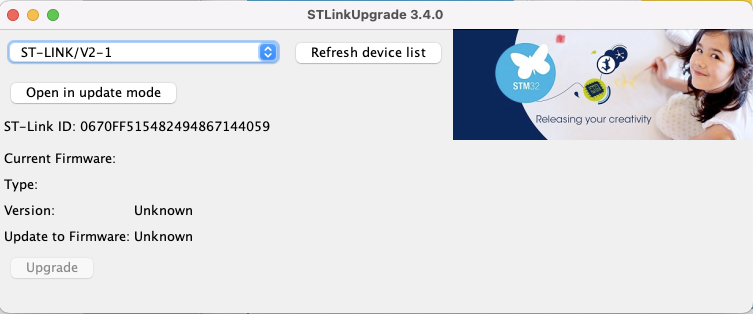 STLinkUpgrade 3.4.0
ST-LINK/V2-1
Refresh device list
Open in update mode
ST-Link ID: 0670FF515482494867144059
Current Firmware:
Type:
Version: Unknown
Update to Firmware: Unknown
Upgrade
STM32
Releasing your creativity